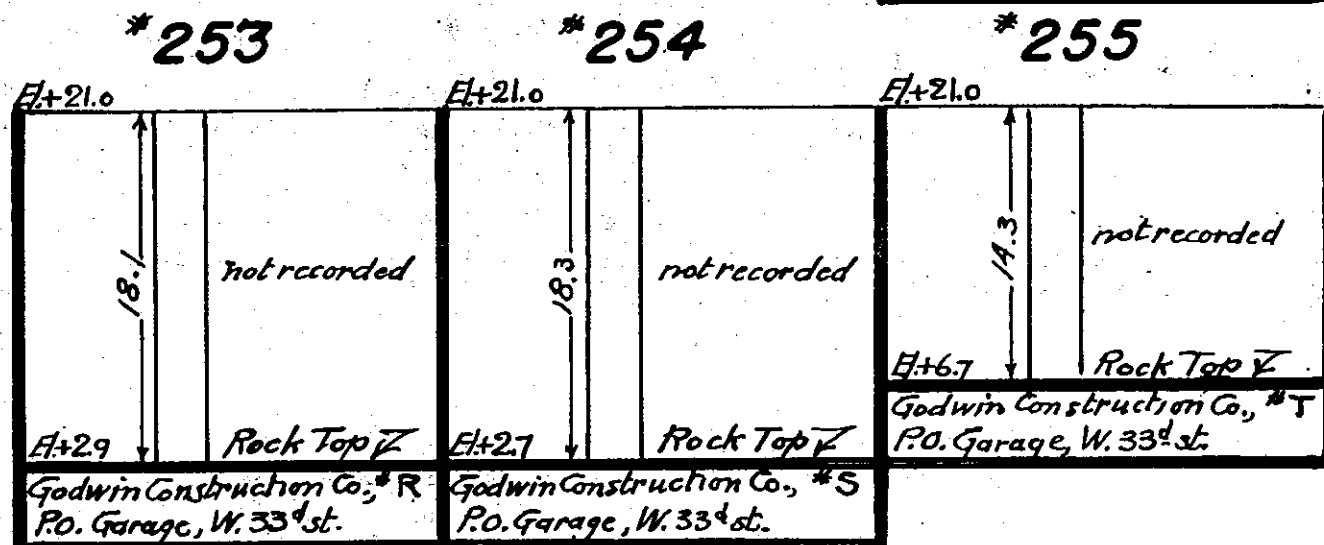 #253
El.+21.0
18.1
not recorded
El.+2.9
Rock Top
Godwin Construction Co., #R
P.O. Garage, W. 33d st.
#254
El.+21.0
18.3
not recorded
El.+2.7
Rock Top
Godwin Construction Co., #S
P.O. Garage, W. 33d st.
#255
El.+21.0
14.3
not recorded
El.+6.7
Rock Top
Godwin Construction Co., #T
P.O. Garage, W. 33d st.